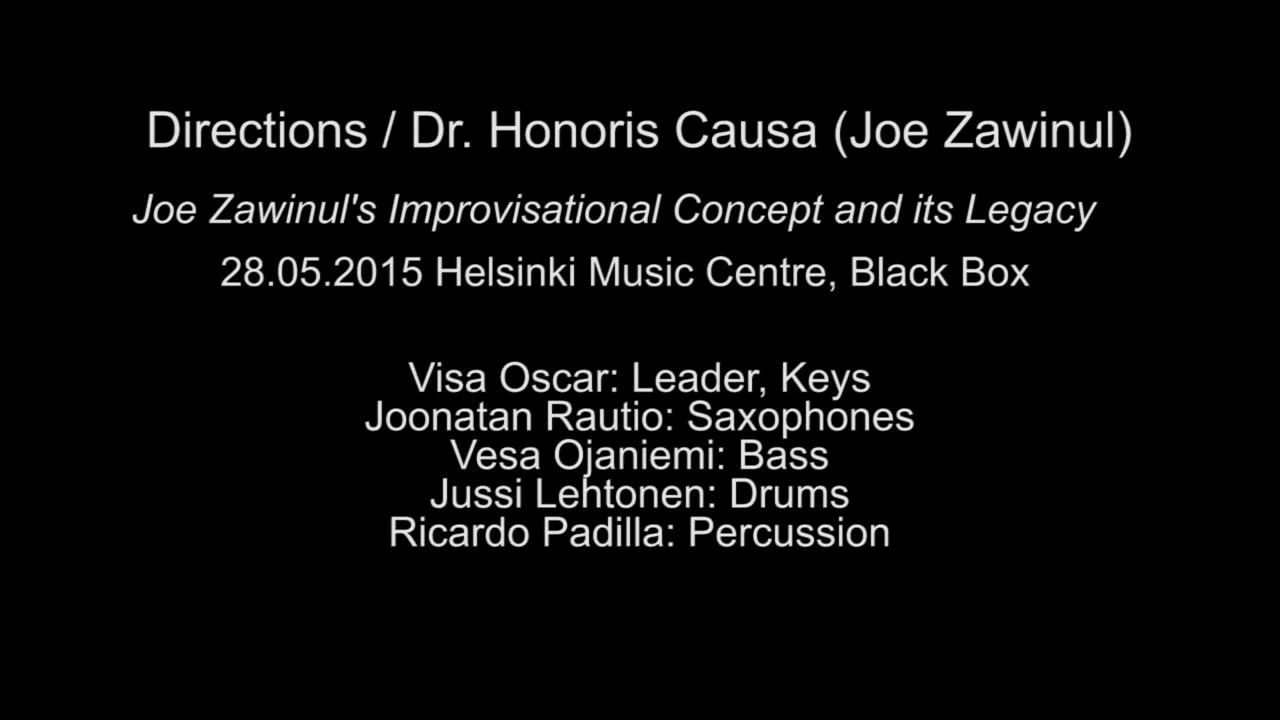 Directions / Dr. Honoris Causa (Joe Zawinul)
Joe Zawinul's Improvisational Concept and its Legacy
28.05.2015 Helsinki Music Centre, Black Box
Visa Oscar: Leader, Keys
Joonatan Rautio: Saxophones
Vesa Ojaniemi: Bass
Jussi Lehtonen: Drums
Ricardo Padilla: Percussion